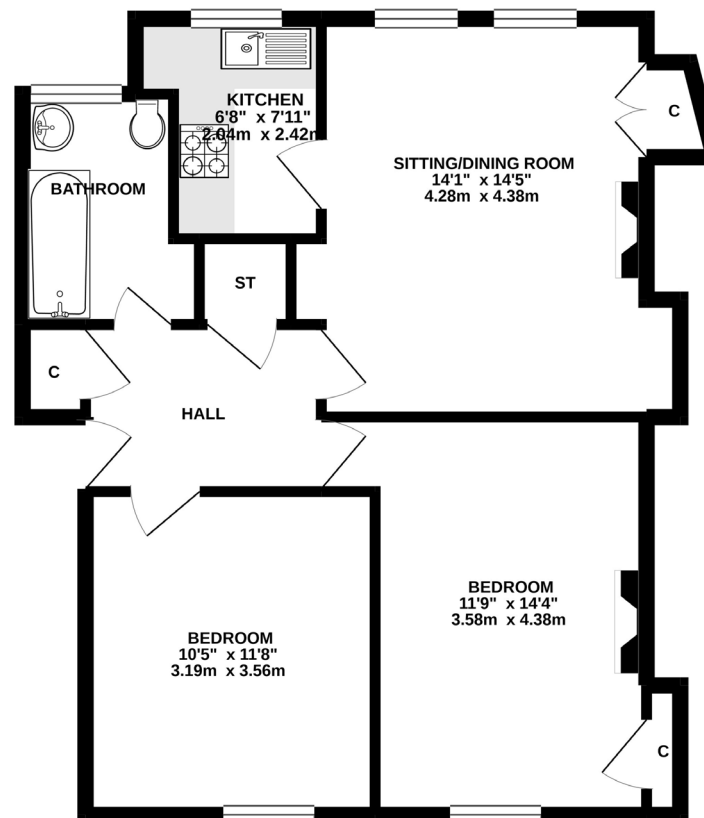 KITCHEN
6'8" x 7'11"
2.04m x 2.42m
C
SITTING/DINING ROOM
14'1" x 14'5"
4.28m x 4.38m
BATHROOM
ST
C
HALL
BEDROOM
11'9" x 14'4"
3.58m x 4.38m
BEDROOM
10'5" x 11'8"
3.19m x 3.56m
C